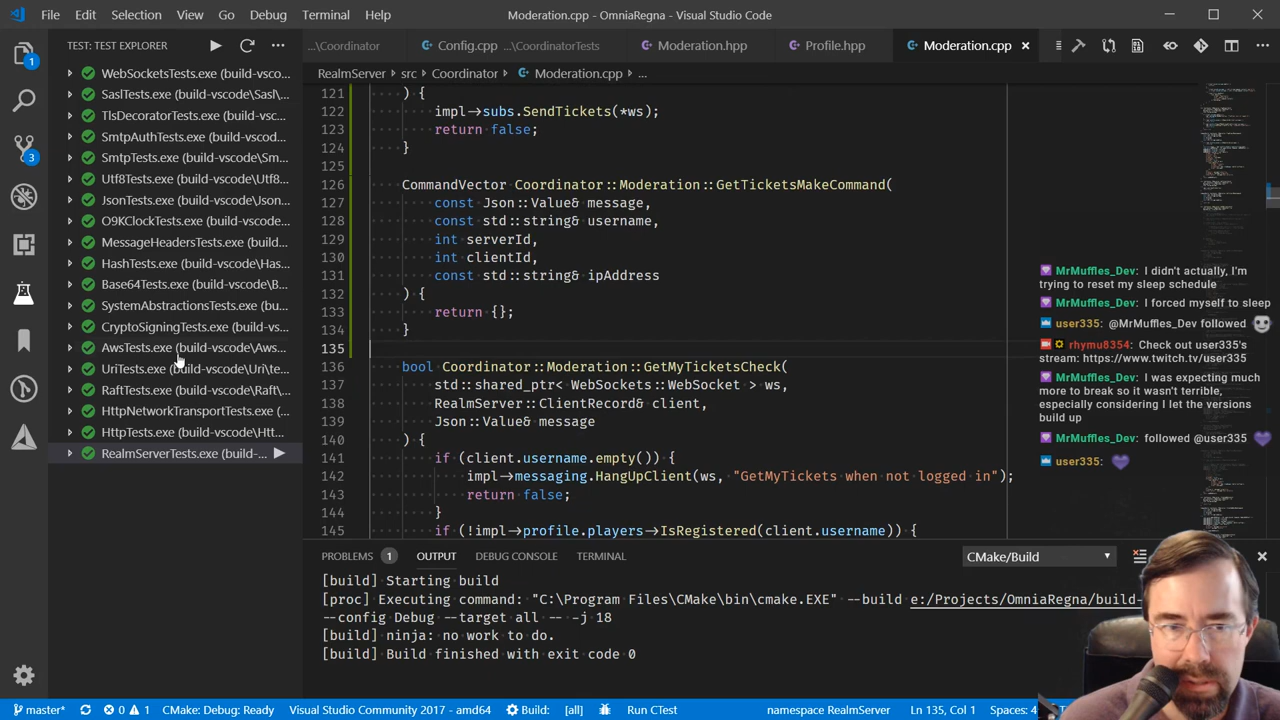 File Edit Selection View Go Debug Terminal Help Moderation.cpp - OmniaRegna - Visual Studio Code
TEST: TEST EXPLORER
...\Coordinator Config.cpp ...\CoordinatorTests Moderation.hpp Profile.hpp Moderation.cpp
RealmServer > src > Coordinator > Moderation.cpp > ...
WebSocketsTests.exe (build-vsco...
SaslTests.exe (build-vscode\Sasl\...
TlsDecoratorTests.exe (build-vsc...
SmtpAuthTests.exe (build-vscod...
SmtpTests.exe (build-vscode\Sm...
Utf8Tests.exe (build-vscode\Utf8...
JsonTests.exe (build-vscode\Json...
O9KClockTests.exe (build-vscode...
MessageHeadersTests.exe (build...
HashTests.exe (build-vscode\Has...
Base64Tests.exe (build-vscode\B...
SystemAbstractionsTests.exe (bu...
CryptoSigningTests.exe (build-vs...
AwsTests.exe (build-vscode\Aws...
UriTests.exe (build-vscode\Uri\te...
RaftTests.exe (build-vscode\Raft\...
HttpNetworkTransportTests.exe (...
HttpTests.exe (build-vscode\Htt...
RealmServerTests.exe (build-...
121 ) {
122 impl->subs.SendTickets(*ws);
123 return false;
124 }
125
126 CommandVector Coordinator::Moderation::GetTicketsMakeCommand(
127 const Json::Value& message,
128 const std::string& username,
129 int serverId,
130 int clientId,
131 const std::string& ipAddress
132 ) {
133 return {};
134 }
135
136 bool Coordinator::Moderation::GetMyTicketsCheck(
137 std::shared_ptr< WebSockets::WebSocket > ws,
138 RealmServer::ClientRecord& client,
139 Json::Value& message
140 ) {
141 if (client.username.empty()) {
142 impl->messaging.HangUpClient(ws, "GetMyTickets when not logged in");
143 return false;
144 }
145 if (!impl->profile.players->IsRegistered(client.username)) {
MrMuffles_Dev: I didn't actually, I'm
trying to reset my sleep schedule
MrMuffles_Dev: I forced myself to sleep
user335: @MrMuffles_Dev followed
rhymu8354: Check out user335's
stream: https://www.twitch.tv/user335
MrMuffles_Dev: I was expecting much
more to break so it wasn't terrible,
especially considering I let the versions
build up
MrMuffles_Dev: followed @user335
user335:
PROBLEMS 1 OUTPUT DEBUG CONSOLE TERMINAL CMake/Build
[build] Starting build
[proc] Executing command: "C:\Program Files\CMake\bin\cmake.EXE" --build e:/Projects/OmniaRegna/build-
--config Debug --target all -- -j 18
[build] ninja: no work to do.
[build] Build finished with exit code 0
1
3
master* 0 1 CMake: Debug: Ready Visual Studio Community 2017 - amd64 Build: [all] Run CTest namespace RealmServer Ln 135, Col 1 Spaces: